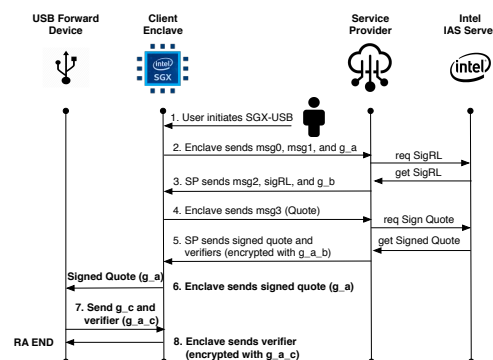 USB Forward
Device
Client
Enclave
Service
Provider
Intel
IAS Serve
intel
SGX
intel
1. User initiates SGX-USB
2. Enclave sends msg0, msg1, and g_a
req SigRL
get SigRL
3. SP sends msg2, sigRL, and g_b
4. Enclave sends msg3 (Quote)
req Sign Quote
get Signed Quote
5. SP sends signed quote and
verifiers (encrypted with g_a_b)
Signed Quote (g_a)
6. Enclave sends signed quote (g_a)
7. Send g_c and
verifier (g_a_c)
RA END
8. Enclave sends verifier
(encrypted with g_a_c)